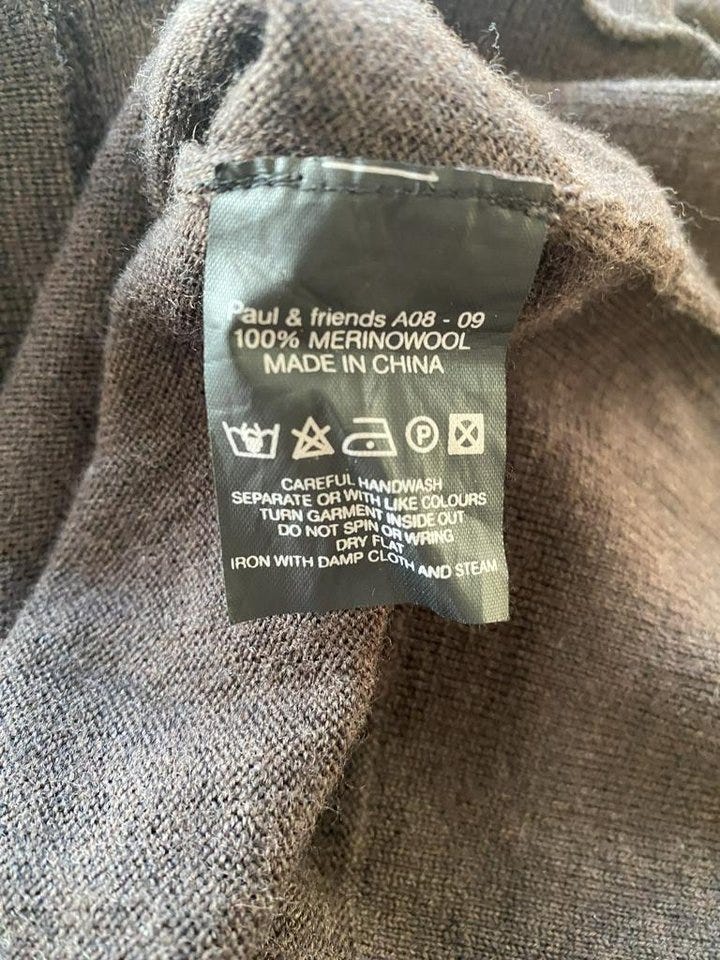 Paul & friends A08 - 09
100% MERINOWOOL
MADE IN CHINA
P
CAREFUL HANDWASH
SEPARATE OR WITH LIKE COLOURS
TURN GARMENT INSIDE OUT
DO NOT SPIN OR WRING
DRY FLAT
IRON WITH DAMP CLOTH AND STEAM